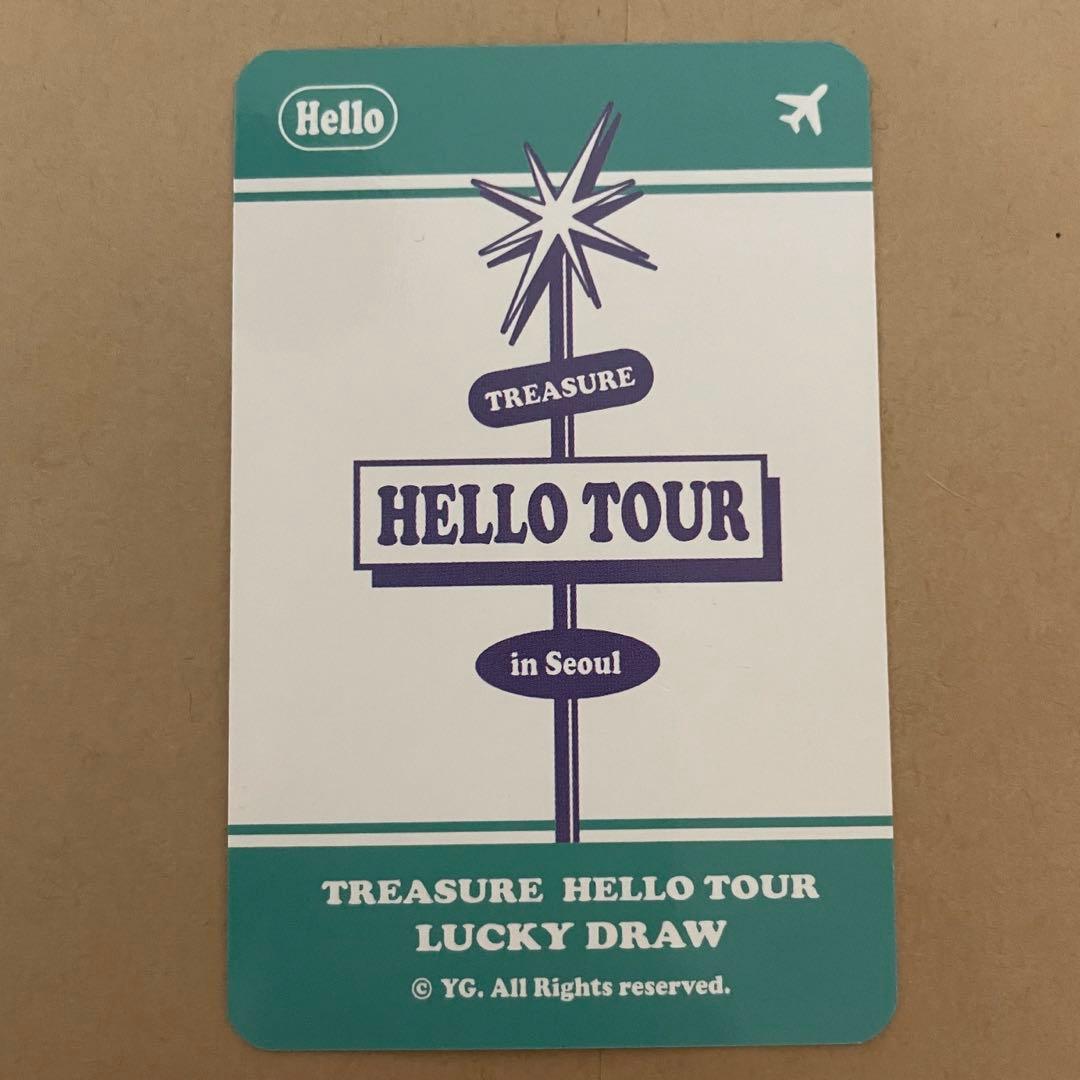 Hello
TREASURE
HELLO TOUR
in Seoul
TREASURE HELLO TOUR
LUCKY DRAW
© YG. All Rights reserved.